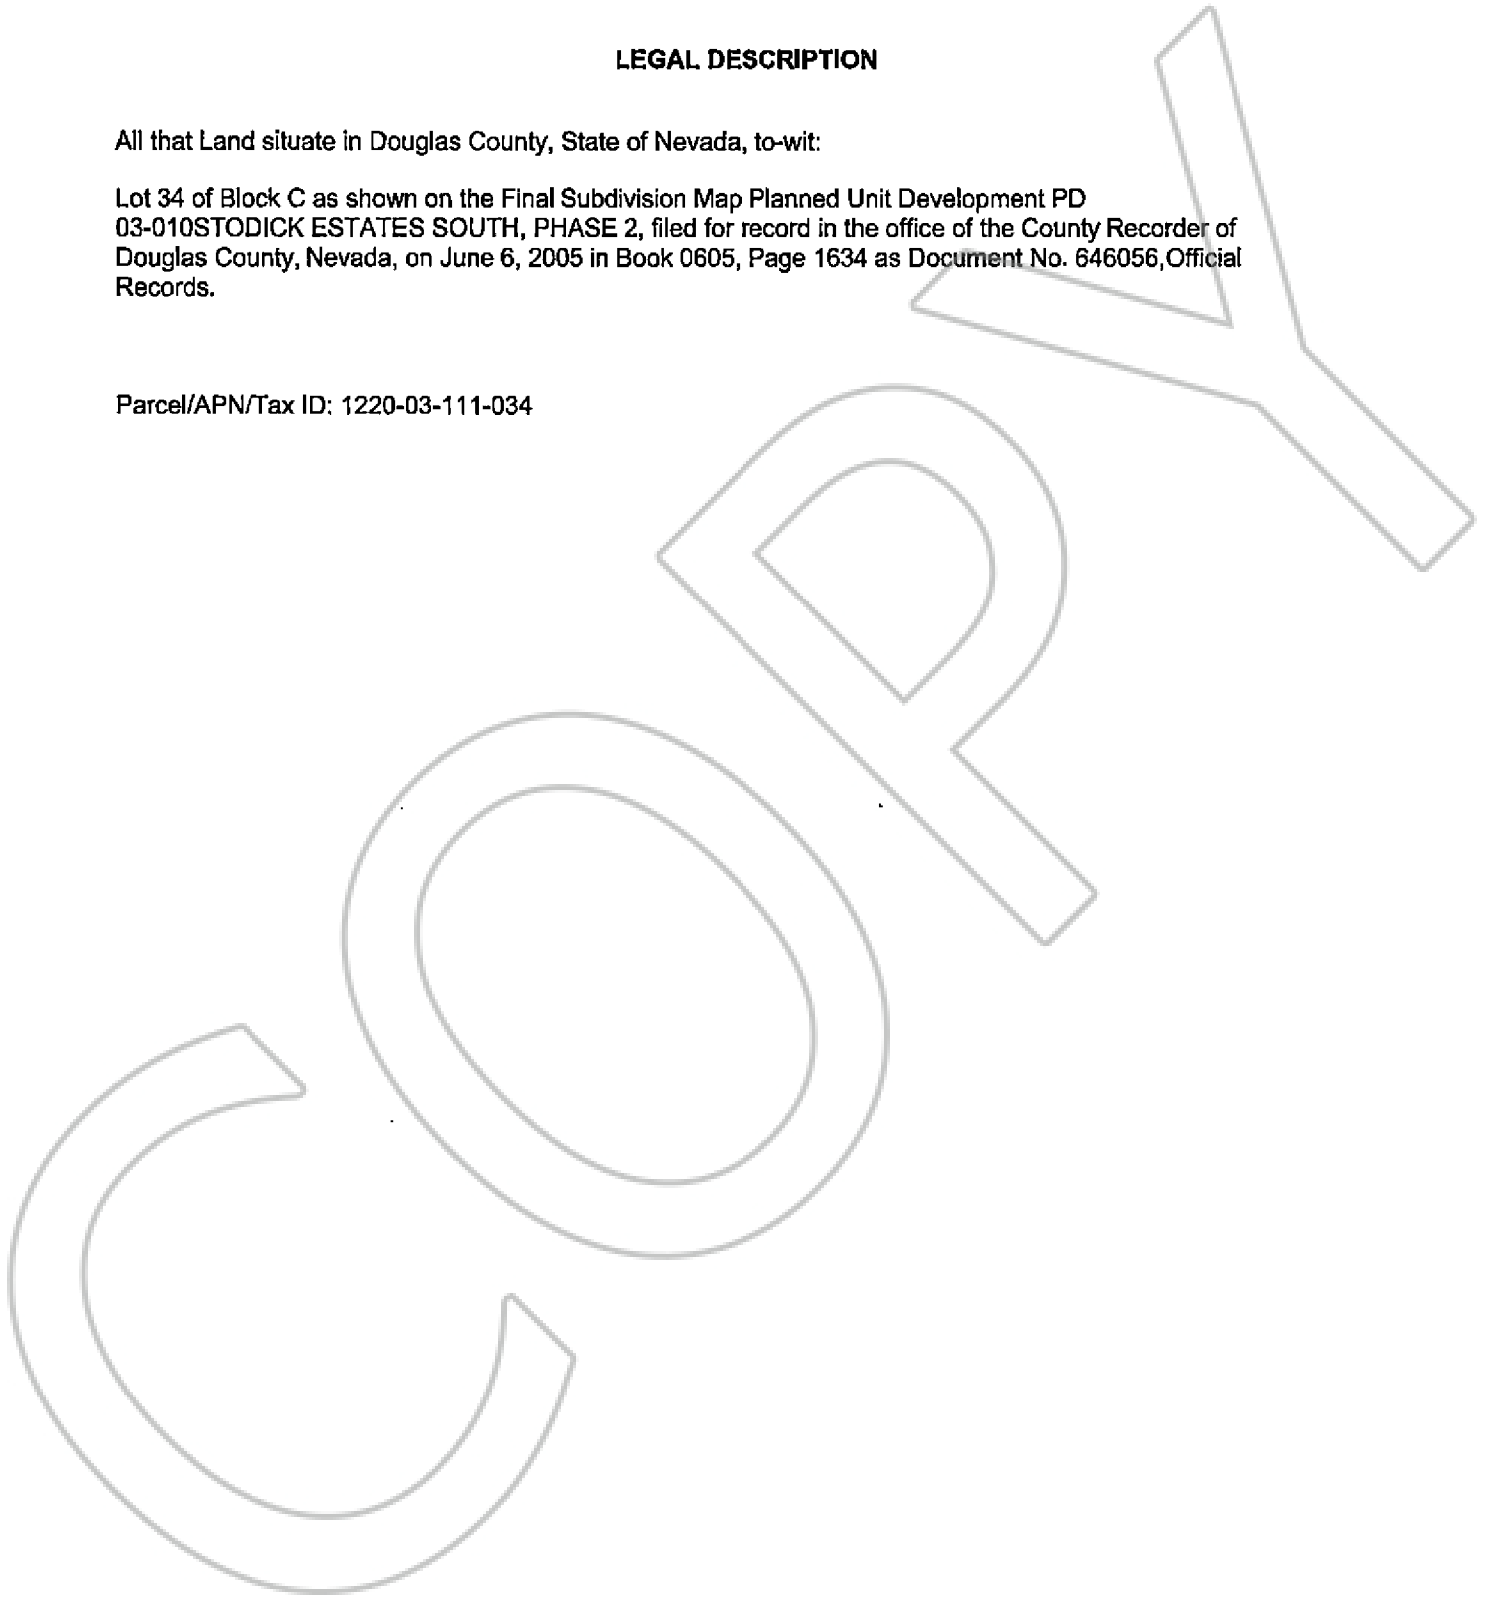 LEGAL DESCRIPTION
All that Land situate in Douglas County, State of Nevada, to-wit:
Lot 34 of Block C as shown on the Final Subdivision Map Planned Unit Development PD
03-010STODICK ESTATES SOUTH, PHASE 2, filed for record in the office of the County Recorder of
Douglas County, Nevada, on June 6, 2005 in Book 0605, Page 1634 as Document No. 646056,Official
Records.
Parcel/APN/Tax ID: 1220-03-111-034
COPY